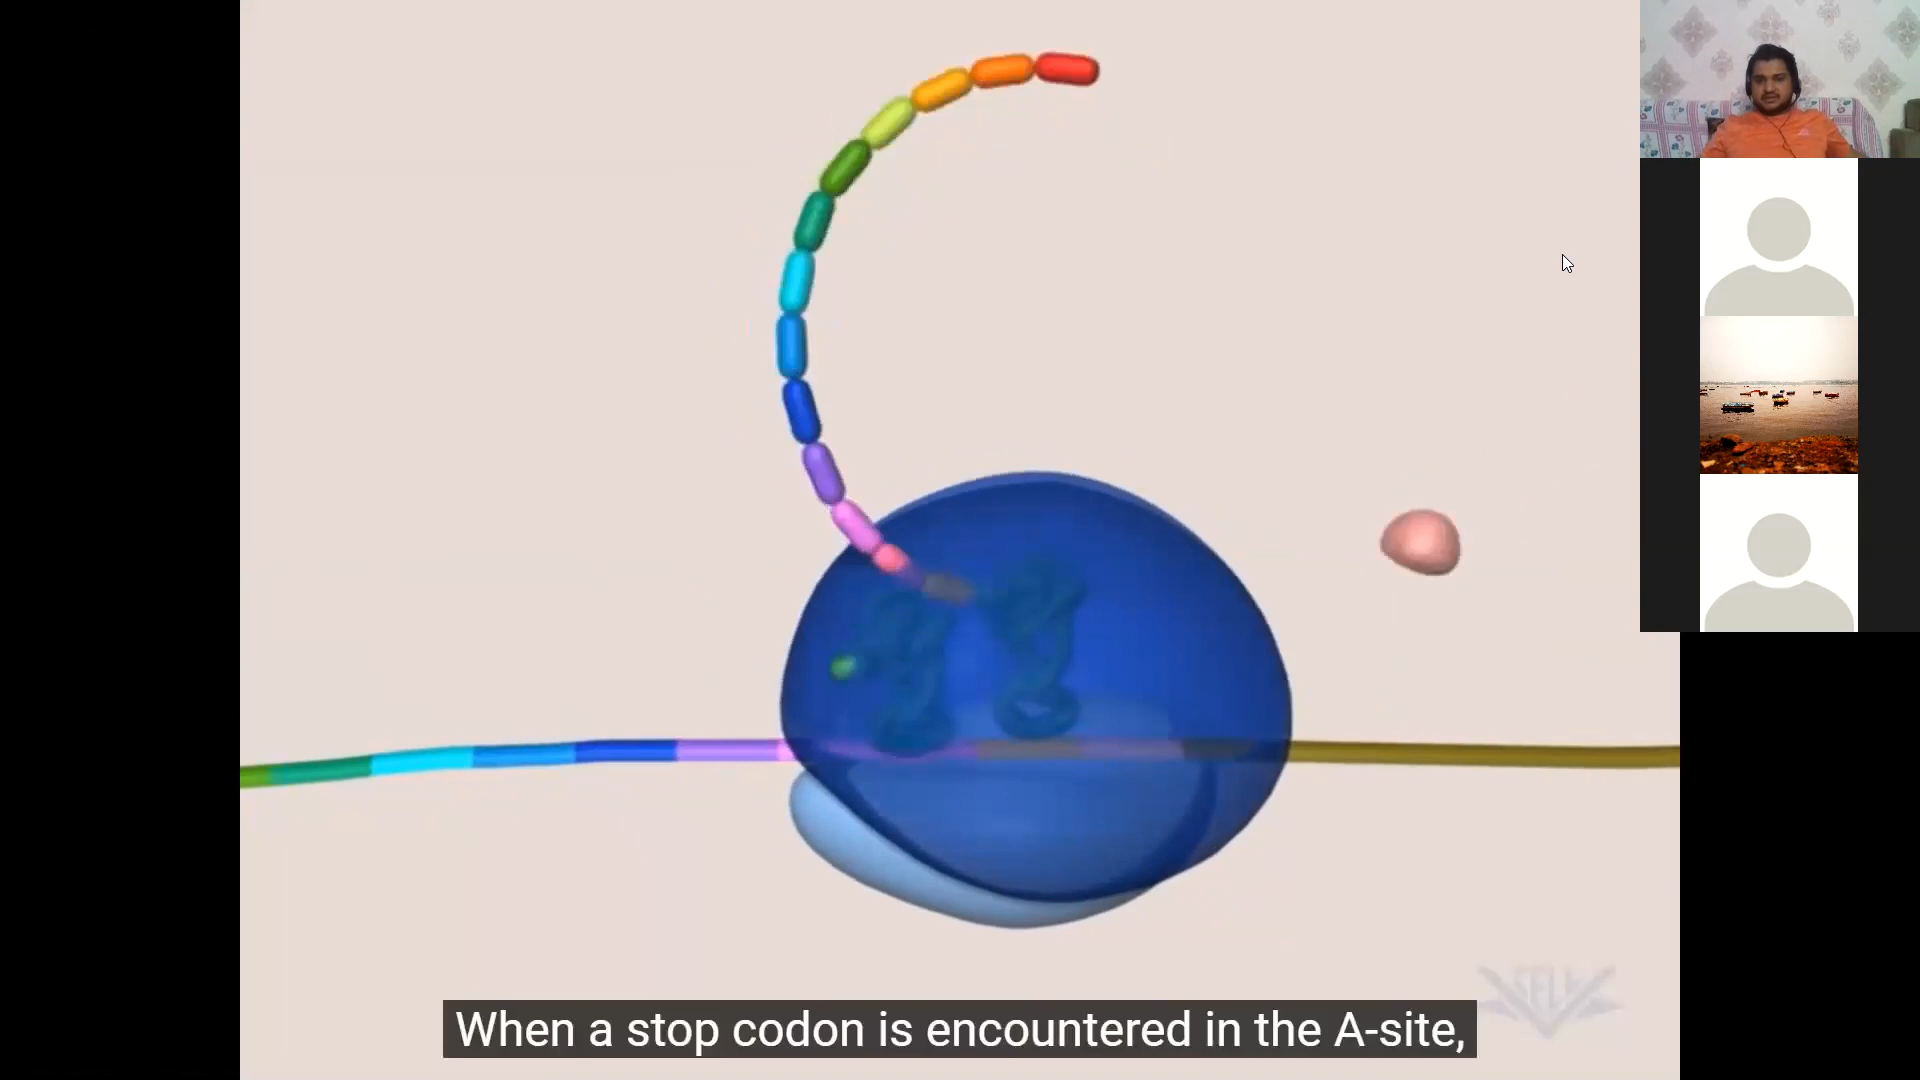 When a stop codon is encountered in the A-site,